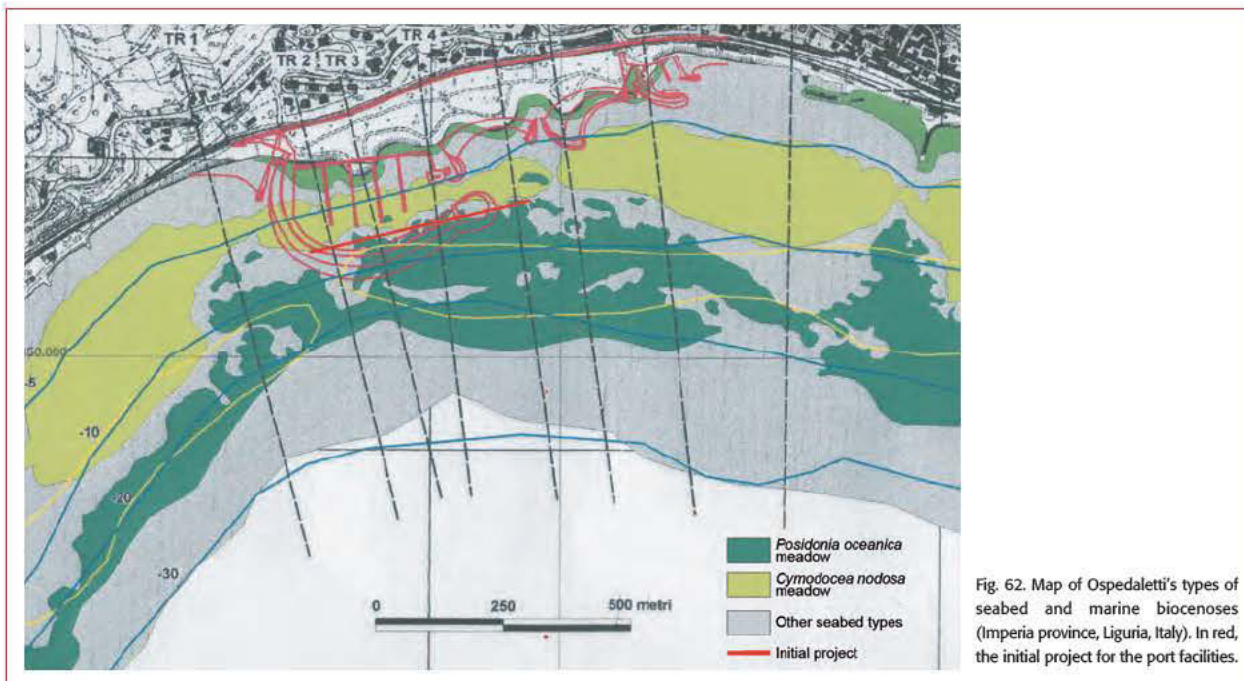 TR 1
TR 2
TR 3
TR 4
-5
-10
-20
-30
Posidonia oceanica
meadow
Cymodocea nodosa
meadow
Other seabed types
Initial project
0 250 500 metri
Fig. 62. Map of Ospedaletti's types of
seabed and marine biocenoses
(Imperia province, Liguria, Italy). In red,
the initial project for the port facilities.